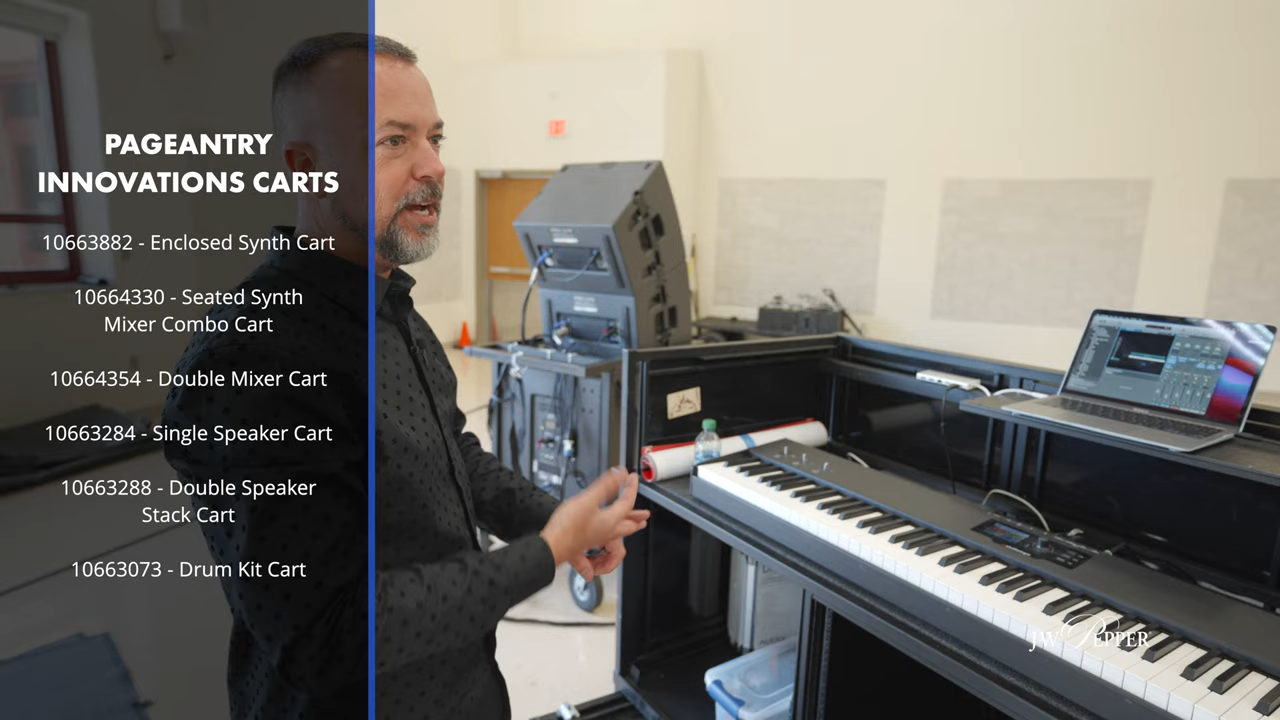 PAGEANTRY
INNOVATIONS CARTS
10663882 - Enclosed Synth Cart
10664330 - Seated Synth
Mixer Combo Cart
10664354 - Double Mixer Cart
10663284 - Single Speaker Cart
10663288 - Double Speaker
Stack Cart
10663073 - Drum Kit Cart
JW PEPPER